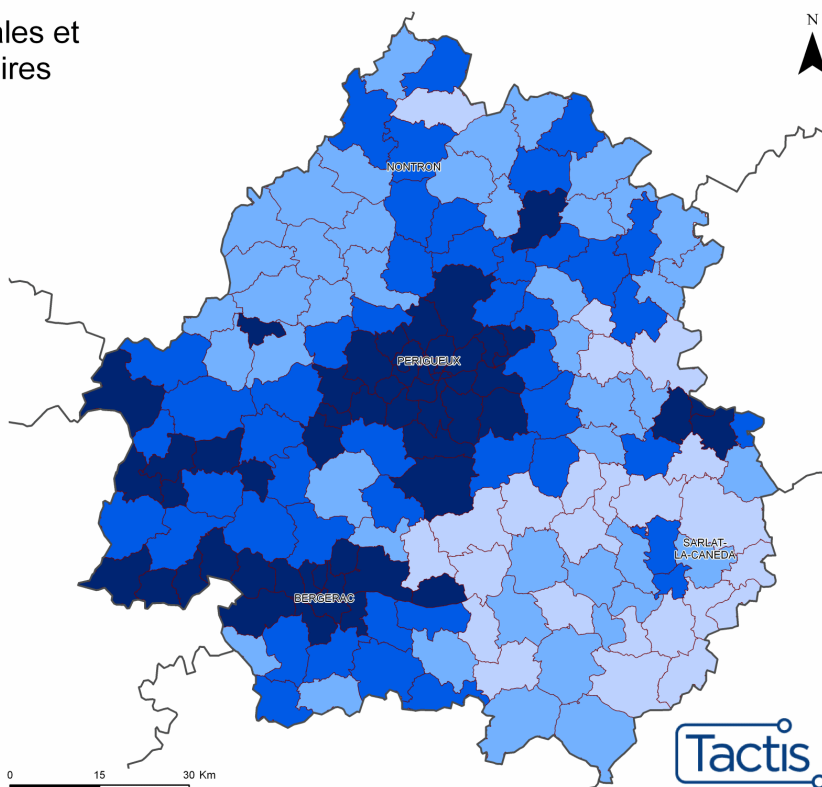 ales et
ires
N
NONTRON
PERIGUEUX
SARLAT-
LA-CANEDA
BERGERAC
Tactis
0 15 30 Km